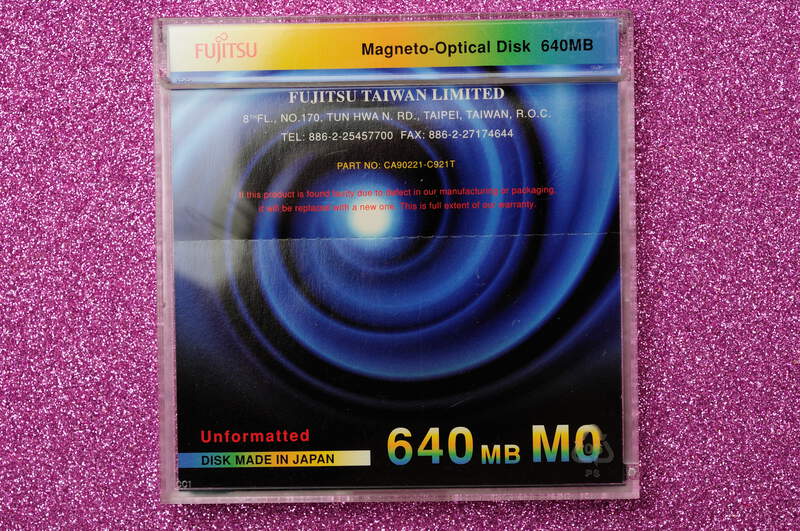 FUJITSU
Magneto-Optical Disk 640MB
FUJITSU TAIWAN LIMITED
8THFL., NO.170, TUN HWA N. RD., TAIPEI, TAIWAN, R.O.C.
TEL: 886-2-25457700 FAX: 886-2-27174644
PART NO: CA90221-C921T
If this product is found faulty due to defect in our manufacturing or packaging,
it will be replaced with a new one. This is full extent of our warranty.
Unformatted
DISK MADE IN JAPAN
640 MB MO
PS
001